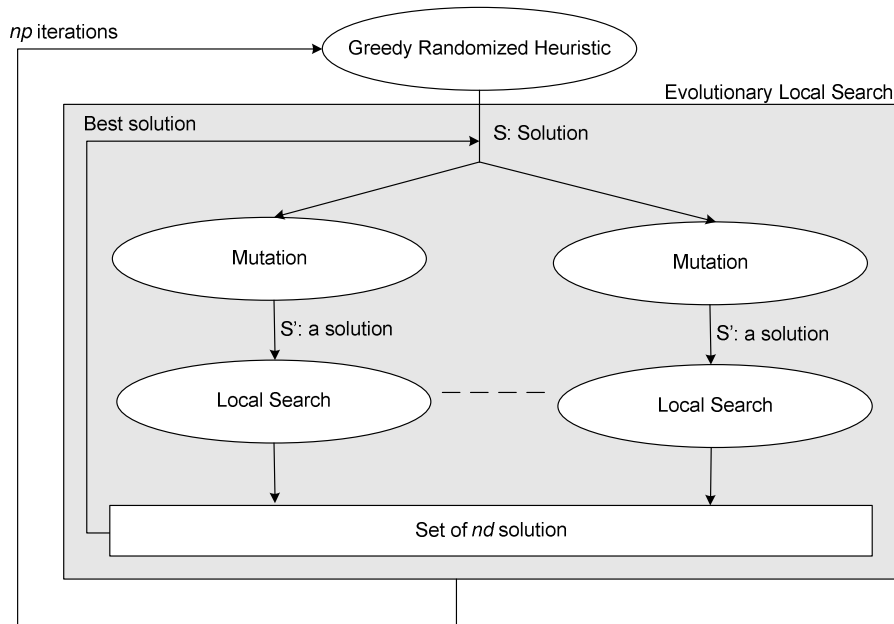 np iterations
Greedy Randomized Heuristic
Evolutionary Local Search
Best solution
S: Solution
Mutation
Mutation
S': a solution
S': a solution
Local Search
Local Search
Set of nd solution